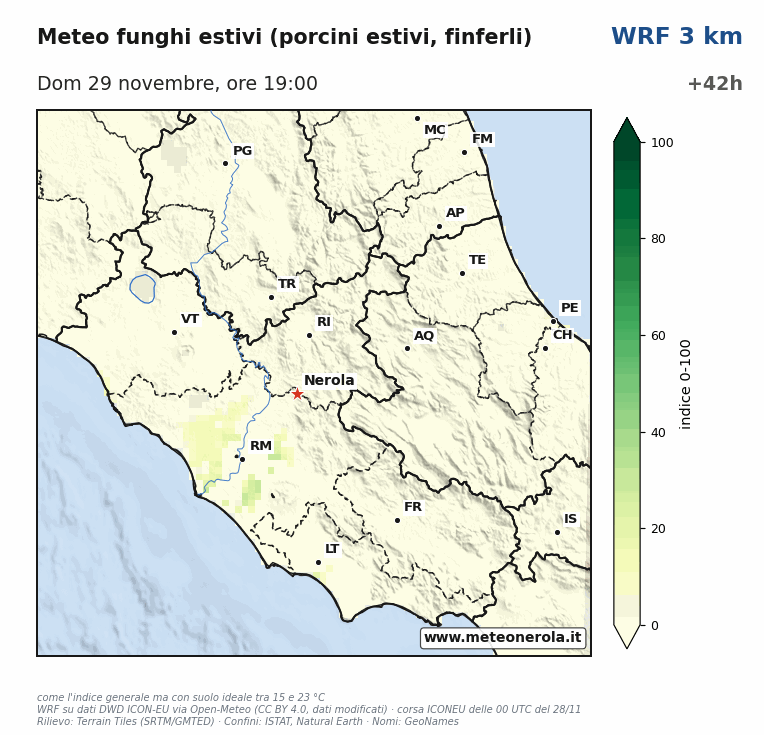 Meteo funghi estivi (porcini estivi, finferli)
WRF 3 km
Dom 29 novembre, ore 19:00
+42h
MC
FM
PG
AP
TE
TR
PE
VT
RI
AQ
CH
Nerola
RM
FR
IS
LT
www.meteonerola.it
100
80
60
40
20
0
indice 0-100
come l'indice generale ma con suolo ideale tra 15 e 23 °C
WRF su dati DWD ICON-EU via Open-Meteo (CC BY 4.0, dati modificati) · corsa ICONEU delle 00 UTC del 28/11
Rilievo: Terrain Tiles (SRTM/GMTED) · Confini: ISTAT, Natural Earth · Nomi: GeoNames